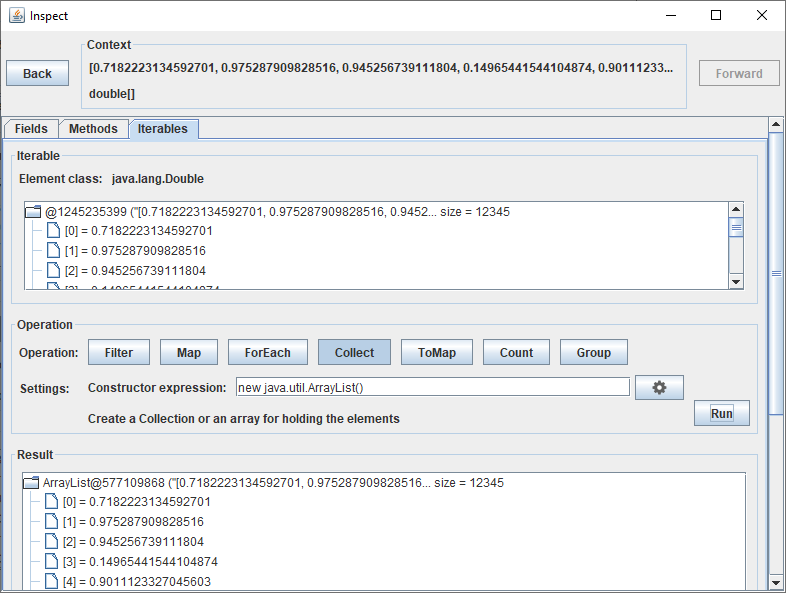 Inspect
Context
Back
[0.7182223134592701, 0.975287909828516, 0.945256739111804, 0.14965441544104874, 0.90111233...
Forward
double[]
Fields Methods Iterables
Iterable
Element class: java.lang.Double
@1245235399 ("[0.7182223134592701, 0.975287909828516, 0.9452... size = 12345
[0] = 0.7182223134592701
[1] = 0.975287909828516
[2] = 0.945256739111804
[3] = 0.14965441544104874
Operation
Operation: Filter Map ForEach Collect ToMap Count Group
Settings: Constructor expression: new java.util.ArrayList()
Create a Collection or an array for holding the elements
Run
Result
ArrayList@577109868 ("[0.7182223134592701, 0.975287909828516... size = 12345
[0] = 0.7182223134592701
[1] = 0.975287909828516
[2] = 0.945256739111804
[3] = 0.14965441544104874
[4] = 0.9011123327045603